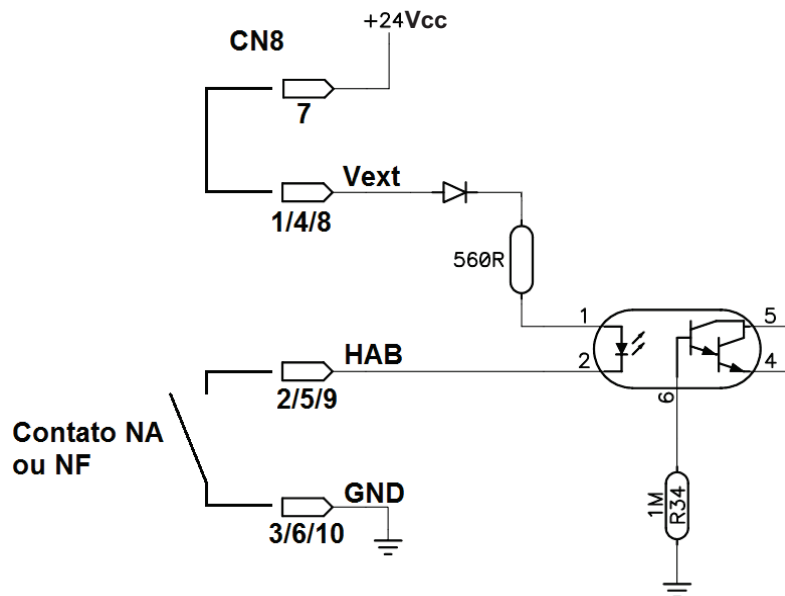 +24Vcc
CN8
7
Vext
1/4/8
560R
1
5
HAB
2
4
2/5/9
6
Contato NA
ou NF
GND
3/6/10
1M
R34